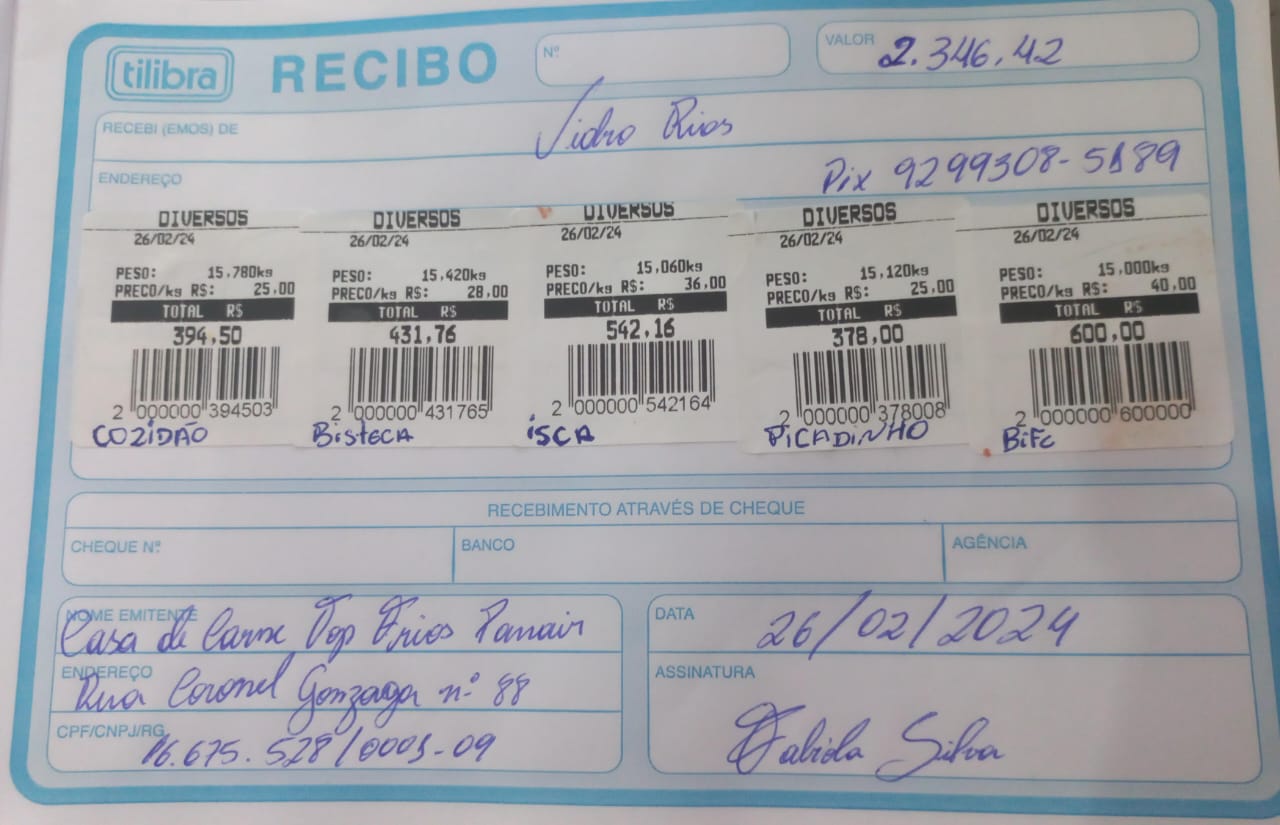 tilibra RECIBO Nº VALOR 2.346,42
RECEBI (EMOS) DE Vidro Rios
ENDEREÇO Pix 9299308-5189
DIVERSOS
26/02/24
PESO: 15,780kg
PRECO/kg R$: 25,00
TOTAL R$
394,50
2 000000 394503
COZIDÃO
DIVERSOS
26/02/24
PESO: 15,420kg
PRECO/kg R$: 28,00
TOTAL R$
431,76
2 000000 431765
BISTECA
DIVERSOS
26/02/24
PESO: 15,060kg
PRECO/kg R$: 36,00
TOTAL R$
542,16
2 000000 542164
ISCA
DIVERSOS
26/02/24
PESO: 15,120kg
PRECO/kg R$: 25,00
TOTAL R$
378,00
2 000000 378008
PICADINHO
DIVERSOS
26/02/24
PESO: 15,000kg
PRECO/kg R$: 40,00
TOTAL R$
600,00
2 000000 600000
BiFe
RECEBIMENTO ATRAVÉS DE CHEQUE
CHEQUE Nº BANCO AGÊNCIA
NOME EMITENTE
Casa de Carne Top Frios Panair
ENDEREÇO
Rua Coronel Gonzaga nº 88
CPF/CNPJ/RG
16.675.528/0001-09
DATA 26/02/2024
ASSINATURA
Fabiola Silva